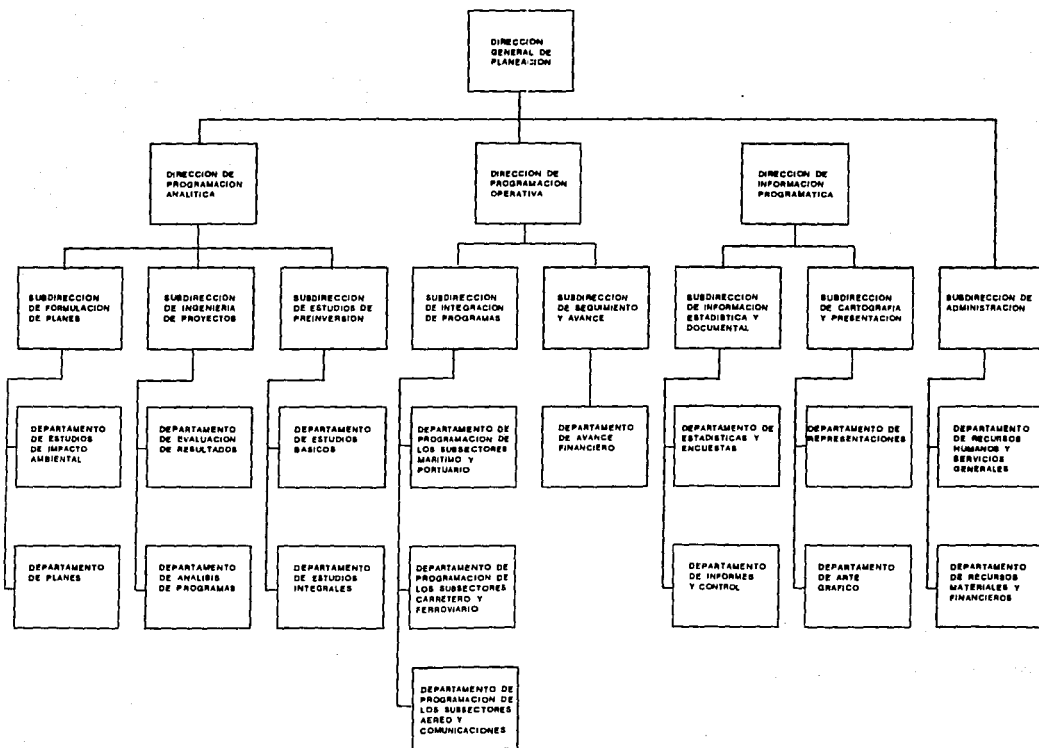 DIRECCION
GENERAL DE
PLANEACION
DIRECCION DE
PROGRAMACION
ANALITICA
DIRECCION DE
PROGRAMACION
OPERATIVA
DIRECCION DE
INFORMACION
PROGRAMATICA
SUBDIRECCION
DE FORMULACION
DE PLANES
SUBDIRECCION
DE INGENIERIA
DE PROYECTOS
SUBDIRECCION
DE ESTUDIOS DE
PREINVERSION
SUBDIRECCION
DE INTEGRACION
DE PROGRAMAS
SUBDIRECCION
DE SEGUIMIENTO
Y AVANCE
SUBDIRECCION
DE INFORMACION
ESTADISTICA Y
DOCUMENTAL
SUBDIRECCION
DE CARTOGRAFIA
Y PRESENTACION
SUBDIRECCION DE
ADMINISTRACION
DEPARTAMENTO
DE ESTUDIOS
DE IMPACTO
AMBIENTAL
DEPARTAMENTO
DE EVALUACION
DE RESULTADOS
DEPARTAMENTO
DE ESTUDIOS
BASICOS
DEPARTAMENTO DE
PROGRAMACION DE
LOS SUBSECTORES
MARITIMO Y
PORTUARIO
DEPARTAMENTO
DE AVANCE
FINANCIERO
DEPARTAMENTO DE
ESTADISTICAS Y
ENCUESTAS
DEPARTAMENTO DE
REPRESENTACIONES
DEPARTAMENTO
DE RECURSOS
HUMANOS Y
SERVICIOS
GENERALES
DEPARTAMENTO
DE PLANES
DEPARTAMENTO
DE ANALISIS
DE PROGRAMAS
DEPARTAMENTO
DE ESTUDIOS
INTEGRALES
DEPARTAMENTO DE
PROGRAMACION DE
LOS SUBSECTORES
CARRETERO Y
FERROVIARIO
DEPARTAMENTO
DE INFORMES
Y CONTROL
DEPARTAMENTO
DE ARTE
GRAFICO
DEPARTAMENTO
DE RECURSOS
MATERIALES Y
FINANCIEROS
DEPARTAMENTO DE
PROGRAMACION DE
LOS SUBSECTORES
AEREO Y
COMUNICACIONES